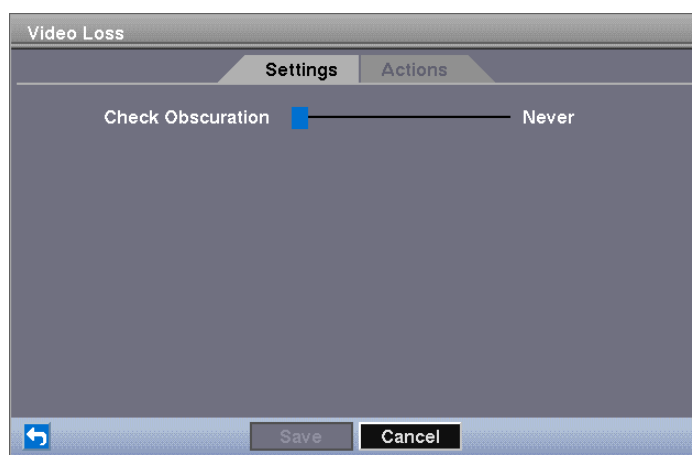 Video Loss
Settings Actions
Check Obscuration Never
Save Cancel